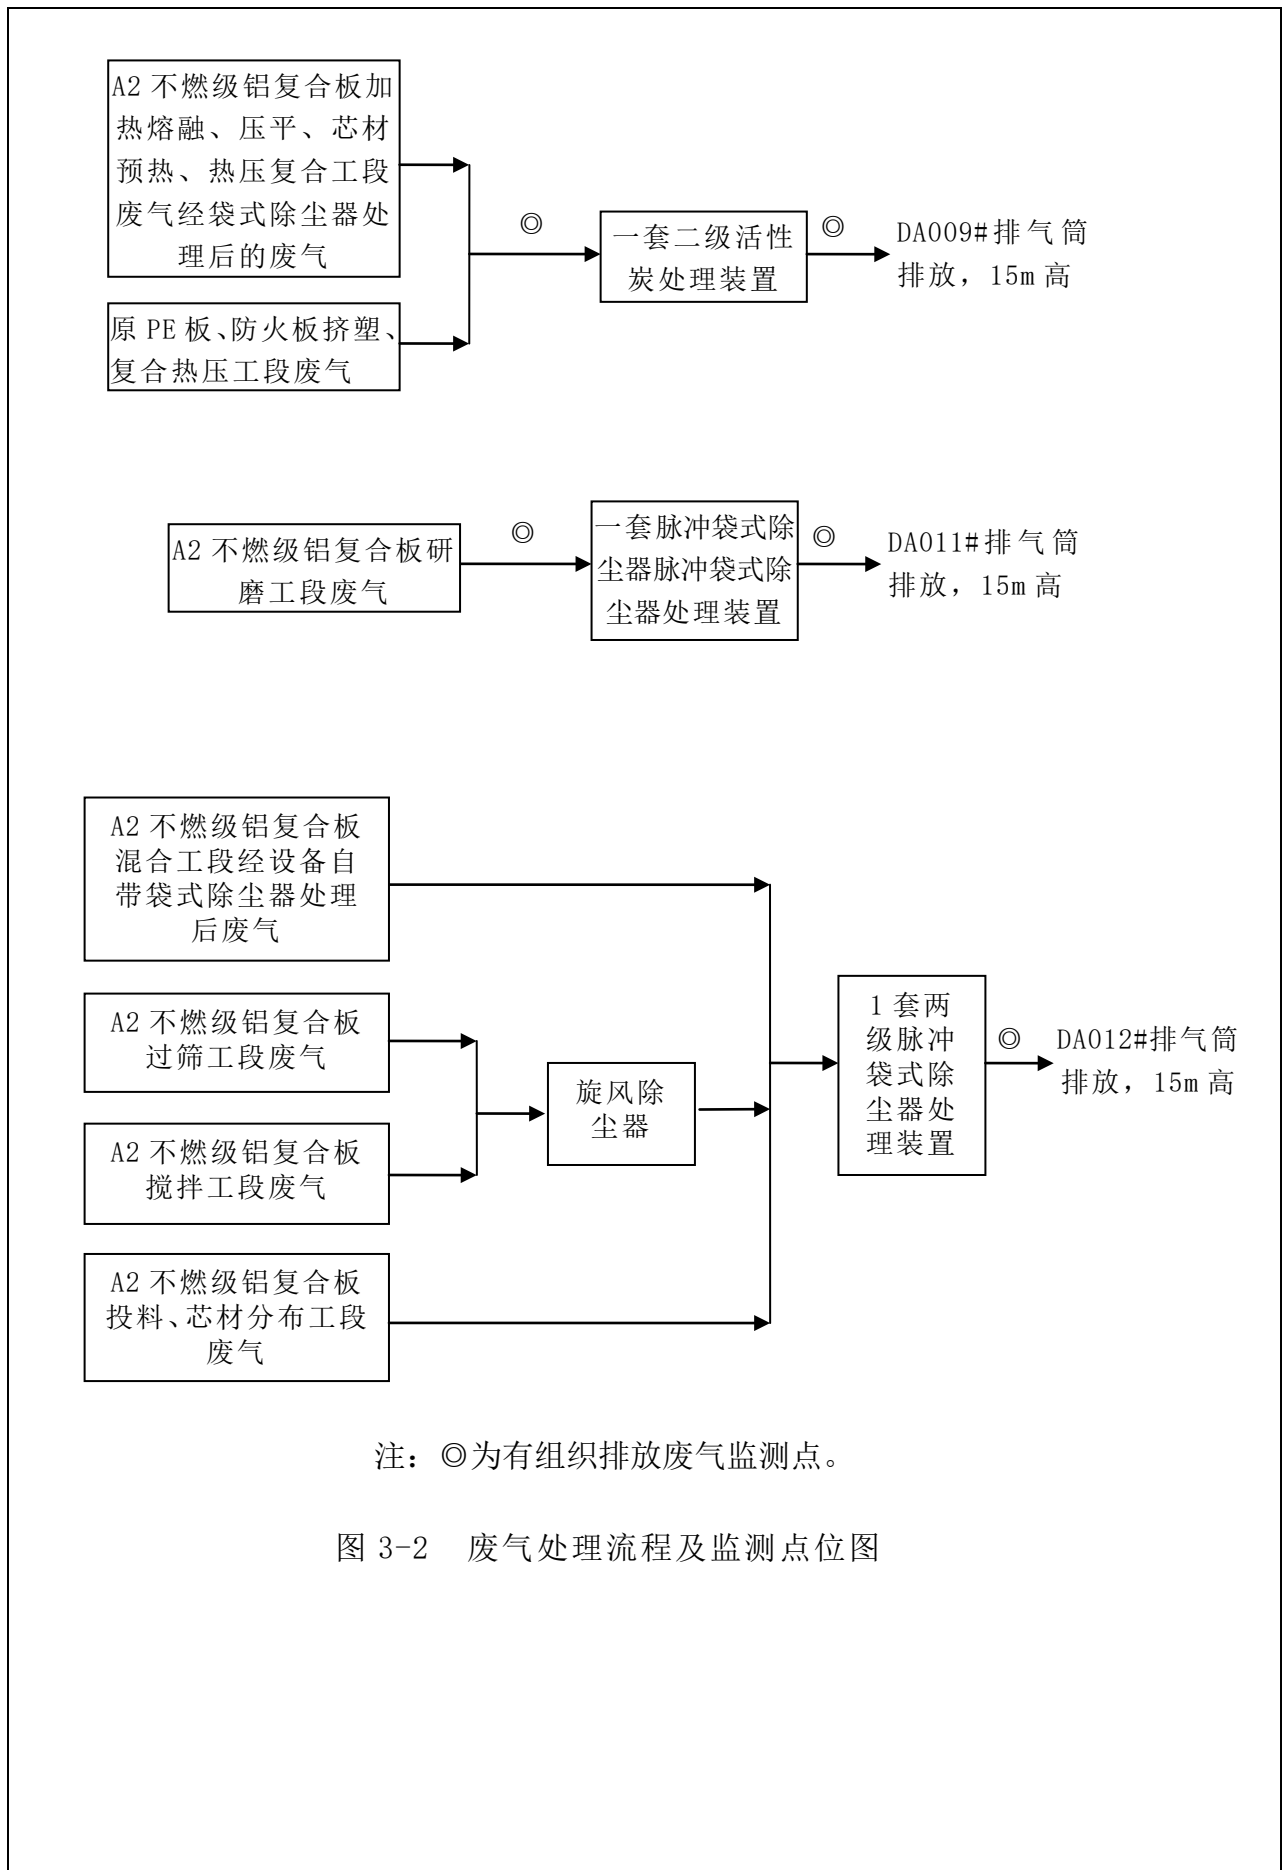 A2 不燃级铝复合板加
热熔融、压平、芯材
预热、热压复合工段
废气经袋式除尘器处
理后的废气
原 PE 板、防火板挤塑、
复合热压工段废气
◎
一套二级活性
炭处理装置
◎
DA009#排气筒
排放，15m 高
A2 不燃级铝复合板研
磨工段废气
◎
一套脉冲袋式除
尘器脉冲袋式除
尘器处理装置
◎
DA011#排气筒
排放，15m 高
A2 不燃级铝复合板
混合工段经设备自
带袋式除尘器处理
后废气
A2 不燃级铝复合板
过筛工段废气
A2 不燃级铝复合板
搅拌工段废气
A2 不燃级铝复合板
投料、芯材分布工段
废气
旋风除
尘器
1 套两
级脉冲
袋式除
尘器处
理装置
◎
DA012#排气筒
排放，15m 高
注：◎为有组织排放废气监测点。
图 3-2 废气处理流程及监测点位图